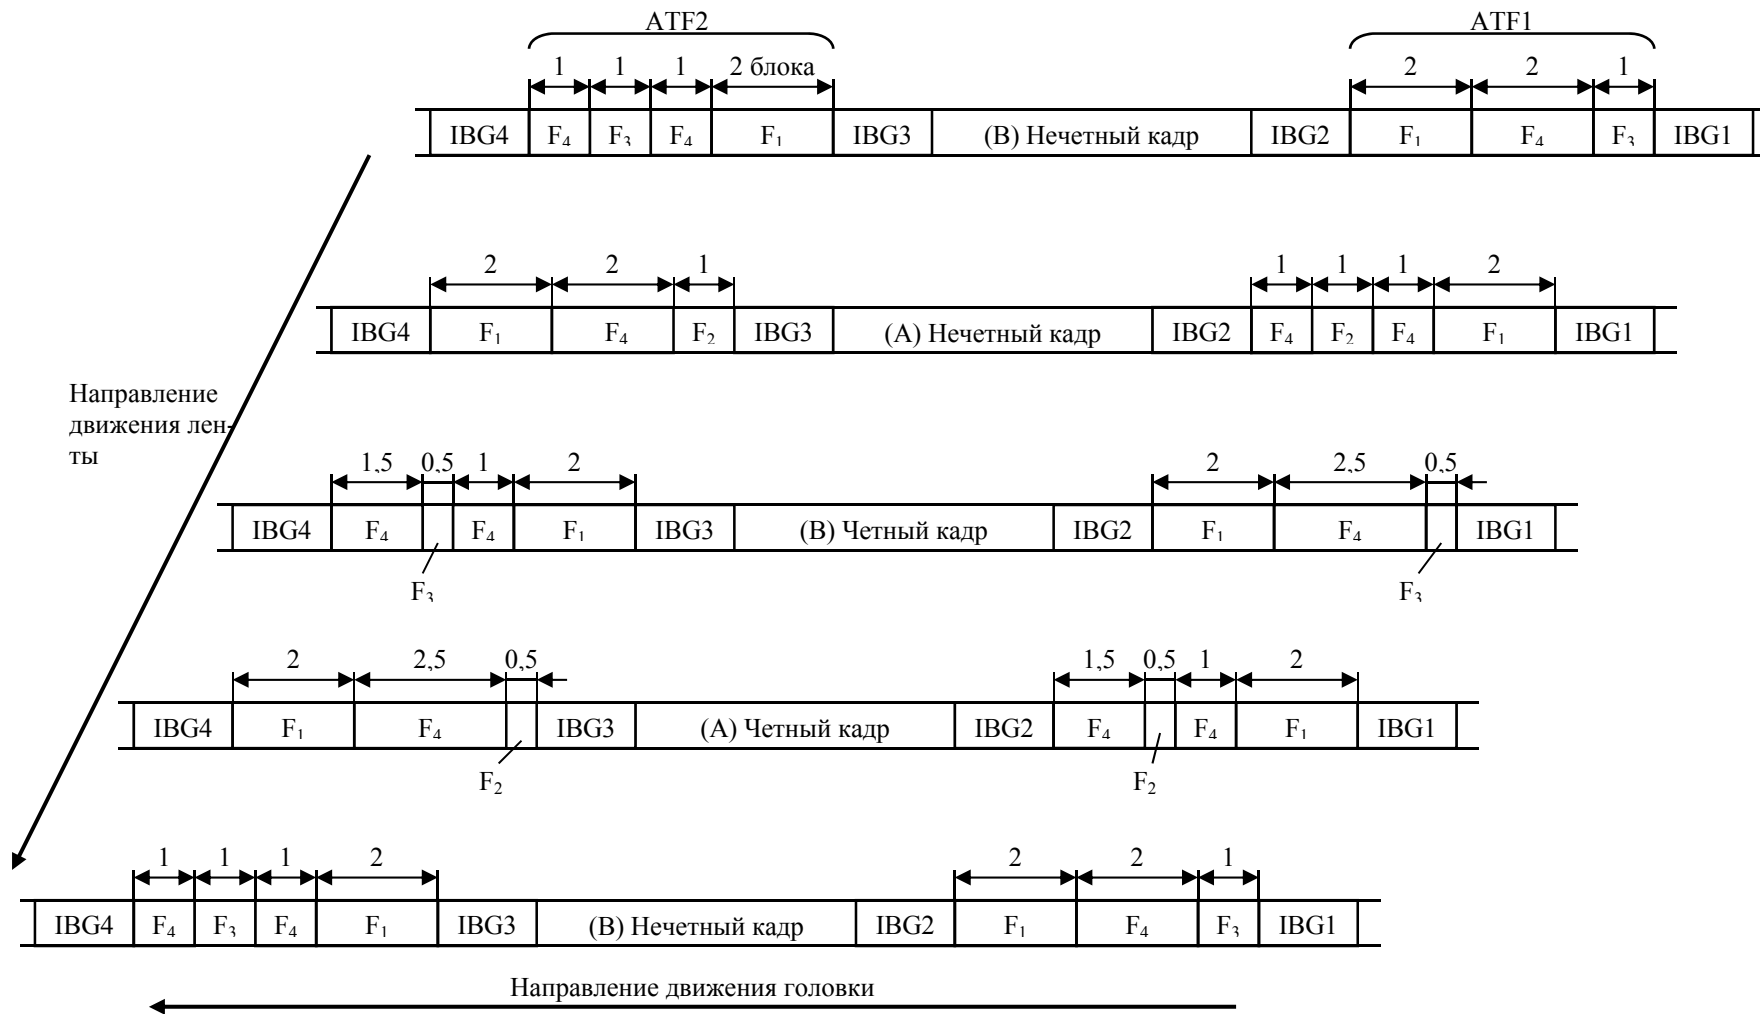 ATF2 ATF1
1 1 1 2 блока 2 2 1
IBG4 F₄ F₃ F₄ F₁ IBG3 (В) Нечетный кадр IBG2 F₁ F₄ F₃ IBG1
2 2 1 1 1 1 2
IBG4 F₁ F₄ F₂ IBG3 (А) Нечетный кадр IBG2 F₄ F₂ F₄ F₁ IBG1
Направление
движения лен-
ты
1,5 0,5 1 2 2 2,5 0,5
IBG4 F₄ F₄ F₁ IBG3 (В) Четный кадр IBG2 F₁ F₄ IBG1
F₃ F₃
2 2,5 0,5 1,5 0,5 1 2
IBG4 F₁ F₄ IBG3 (А) Четный кадр IBG2 F₄ F₄ F₁ IBG1
F₂ F₂
1 1 1 2 2 2 1
IBG4 F₄ F₃ F₄ F₁ IBG3 (В) Нечетный кадр IBG2 F₁ F₄ F₃ IBG1
Направление движения головки